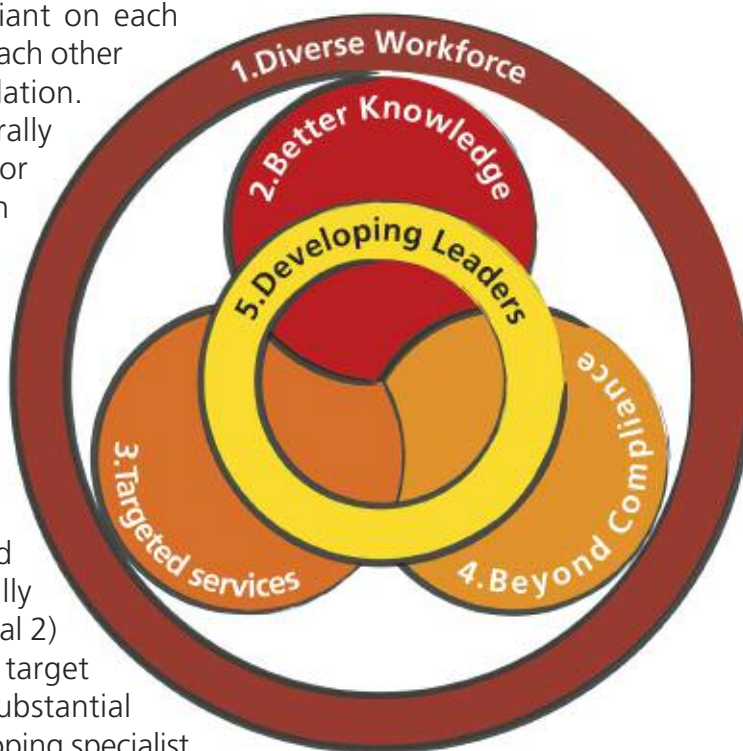 iant on each
ach other
lation.
rally
or
n
d
lly
al 2)
target
ubstantial
ping specialist
1.Diverse Workforce
2.Better Knowledge
5.Developing Leaders
3.Targeted services
4.Beyond Compliance